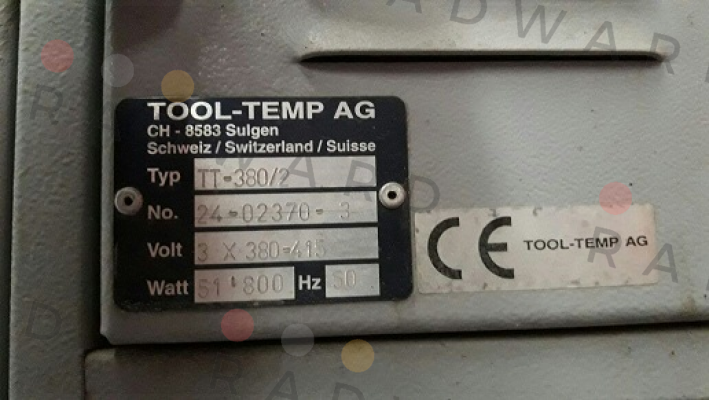 TOOL-TEMP AG
CH - 8583 Sulgen
Schweiz / Switzerland / Suisse
Typ TT-380/2
No. 24-02370- 3
Volt 3 X 380-415
Watt 51'800 Hz 50
CE TOOL-TEMP AG
RADWARD